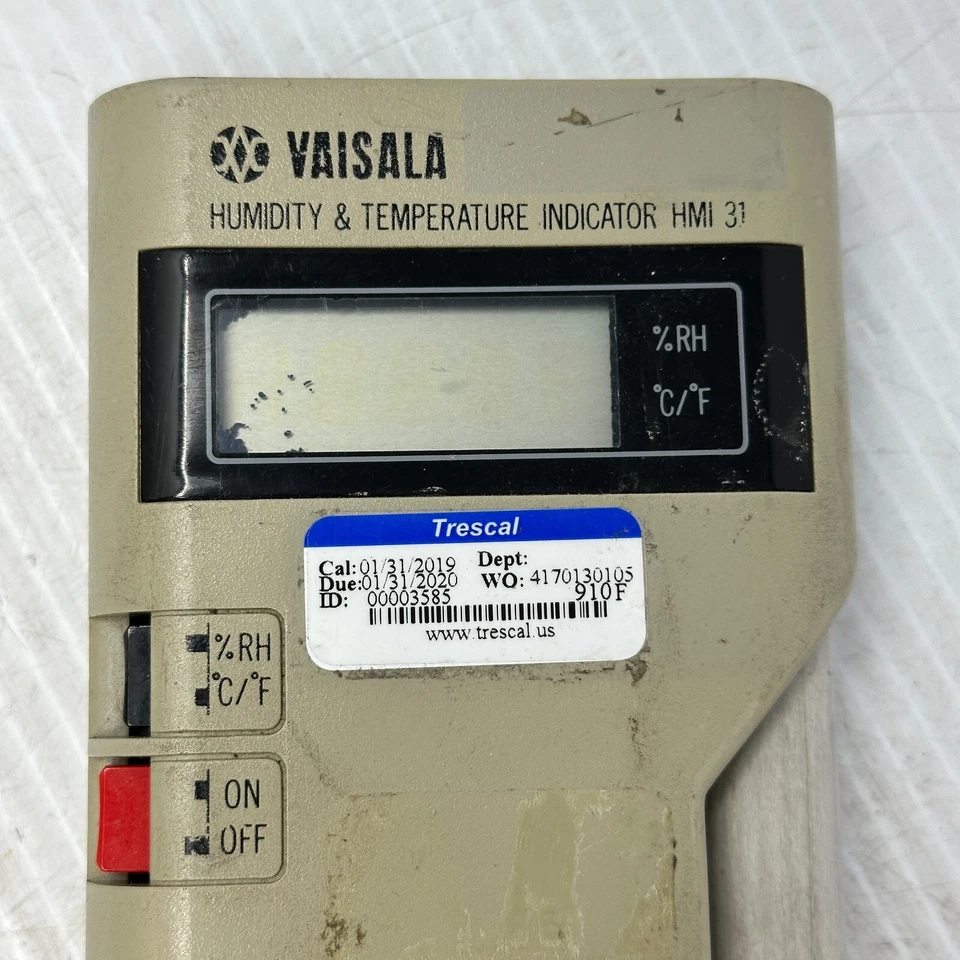 VAISALA
HUMIDITY & TEMPERATURE INDICATOR HMI 31
%RH
°C/°F
Trescal
Cal: 01/31/2019 Dept:
Due: 01/31/2020 WO: 4170130105
ID: 00003585 910F
www.trescal.us
%RH
°C/°F
ON
OFF